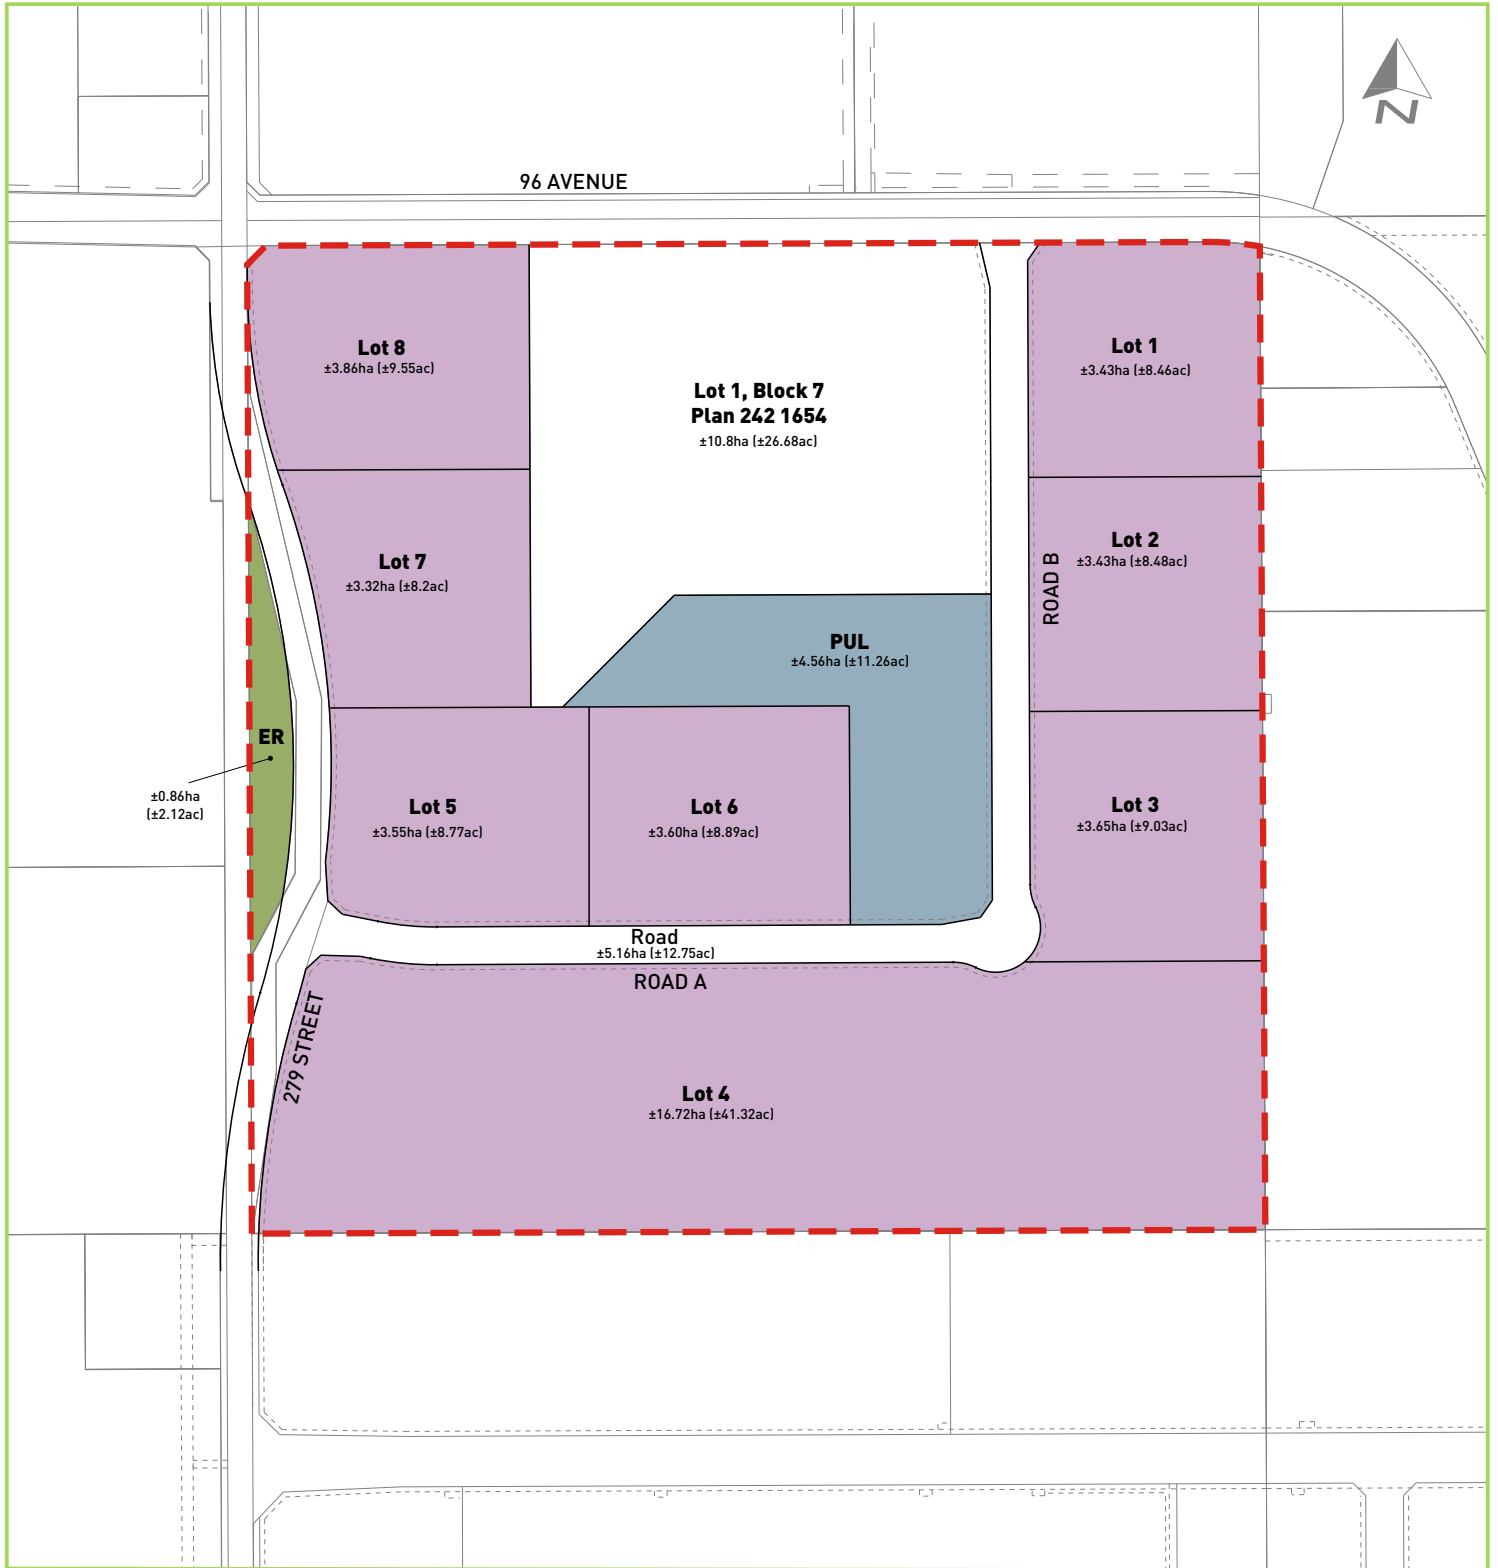 N
96 AVENUE
Lot 8
±3.86ha (±9.55ac)
Lot 1, Block 7
Plan 242 1654
±10.8ha (±26.68ac)
Lot 1
±3.43ha (±8.46ac)
Lot 7
±3.32ha (±8.2ac)
Lot 2
±3.43ha (±8.48ac)
ROAD B
PUL
±4.56ha (±11.26ac)
ER
±0.86ha
(±2.12ac)
Lot 5
±3.55ha (±8.77ac)
Lot 6
±3.60ha (±8.89ac)
Lot 3
±3.65ha (±9.03ac)
Road
±5.16ha (±12.75ac)
ROAD A
279 STREET
Lot 4
±16.72ha (±41.32ac)